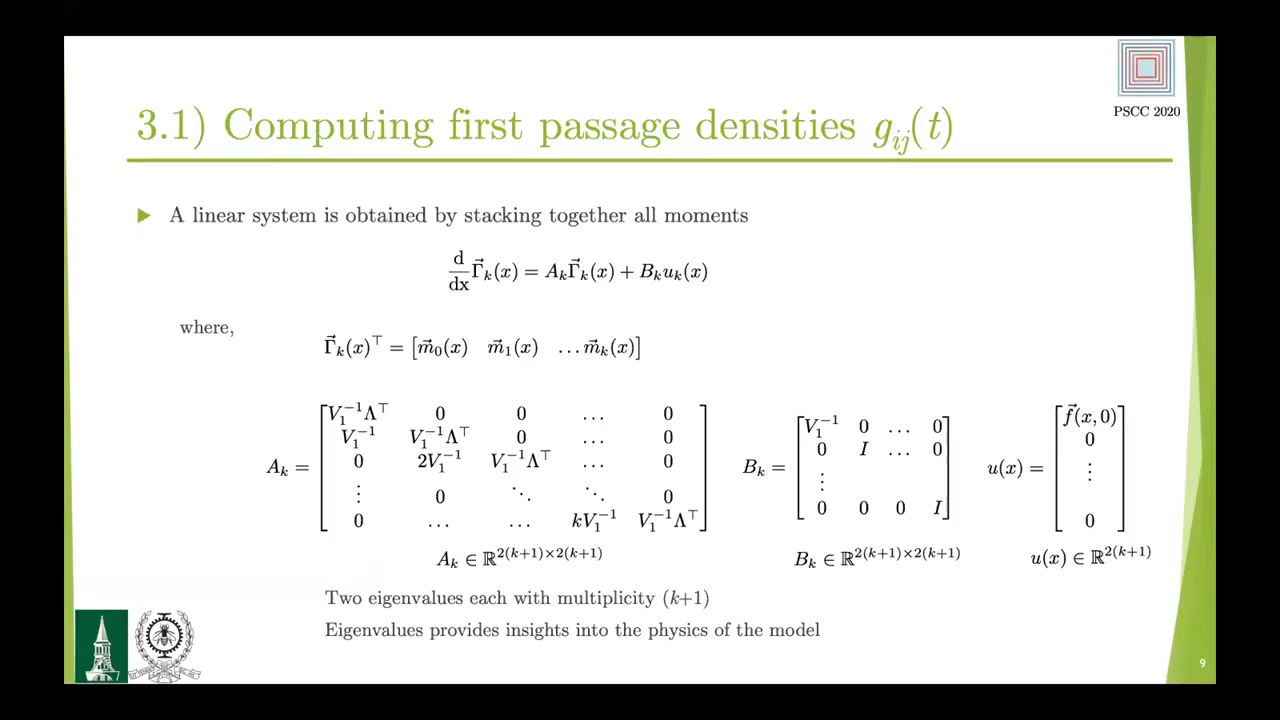 PSCC 2020
3.1) Computing first passage densities g_{ij}(t)
A linear system is obtained by stacking together all moments
d/dx Γ⃗_k(x) = A_k Γ⃗_k(x) + B_k u_k(x)
where,
Γ⃗_k(x)^⊤ = [m⃗_0(x) m⃗_1(x) … m⃗_k(x)]
A_k = [V_1^{-1}Λ^⊤ 0 0 … 0
V_1^{-1} V_1^{-1}Λ^⊤ 0 … 0
0 2V_1^{-1} V_1^{-1}Λ^⊤ … 0
⋮ 0 ⋱ ⋱ 0
0 … … kV_1^{-1} V_1^{-1}Λ^⊤]
B_k = [V_1^{-1} 0 … 0
0 I … 0
⋮
0 0 0 I]
u(x) = [f⃗(x,0)
0
⋮
0]
A_k ∈ ℝ^{2(k+1)×2(k+1)}
B_k ∈ ℝ^{2(k+1)×2(k+1)}
u(x) ∈ ℝ^{2(k+1)}
Two eigenvalues each with multiplicity (k+1)
Eigenvalues provides insights into the physics of the model
9